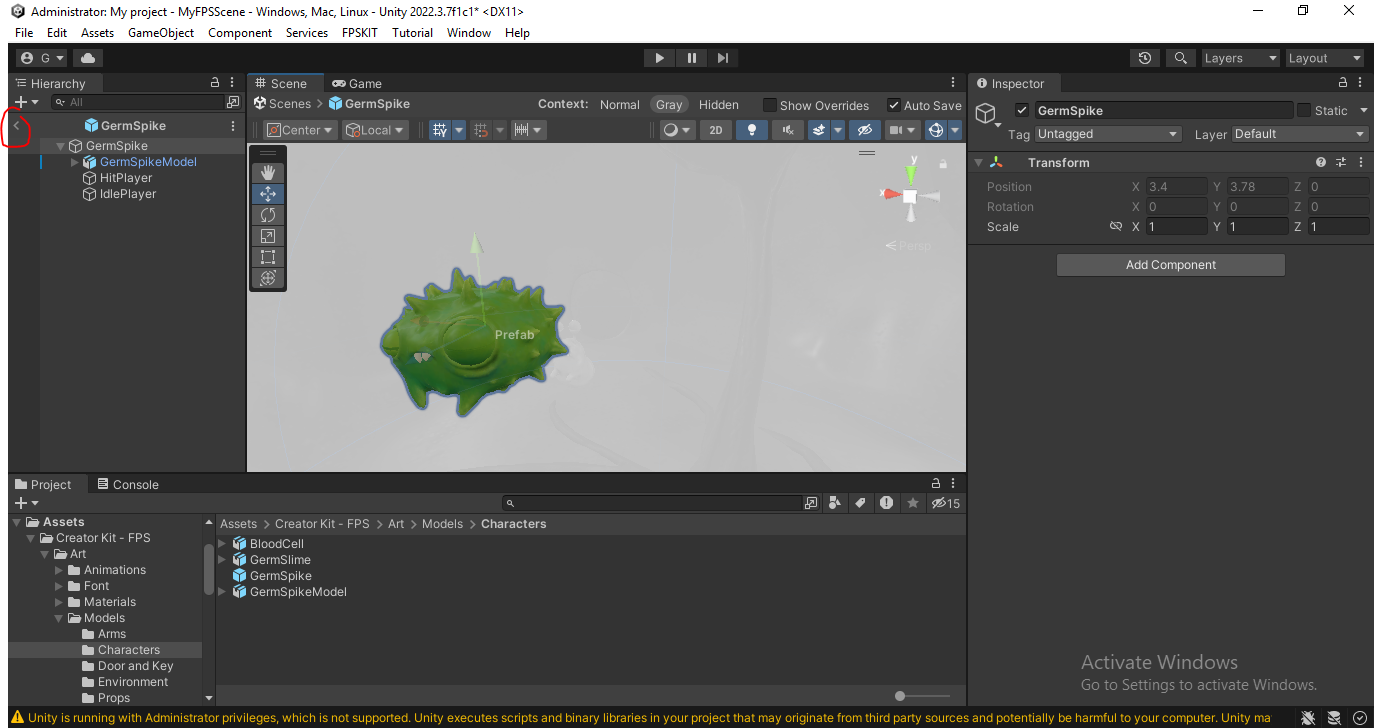 Administrator: My project - MyFPSScene - Windows, Mac, Linux - Unity 2022.3.7f1c1* <DX11>
File Edit Assets GameObject Component Services FPSKIT Tutorial Window Help
G Layers Layout
Hierarchy
All
GermSpike
GermSpike
GermSpikeModel
HitPlayer
IdlePlayer
Scene Game
Scenes > GermSpike Context: Normal Gray Hidden Show Overrides Auto Save
Center Local 2D
y
x
Persp
Prefab
Inspector
GermSpike Static
Tag Untagged Layer Default
Transform
Position X 3.4 Y 3.78 Z 0
Rotation X 0 Y 0 Z 0
Scale X 1 Y 1 Z 1
Add Component
Project Console
15
Assets
Creator Kit - FPS
Art
Animations
Font
Materials
Models
Arms
Characters
Door and Key
Environment
Props
Assets > Creator Kit - FPS > Art > Models > Characters
BloodCell
GermSlime
GermSpike
GermSpikeModel
Activate Windows
Go to Settings to activate Windows.
Unity is running with Administrator privileges, which is not supported. Unity executes scripts and binary libraries in your project that may originate from third party sources and potentially be harmful to your computer. Unity ma